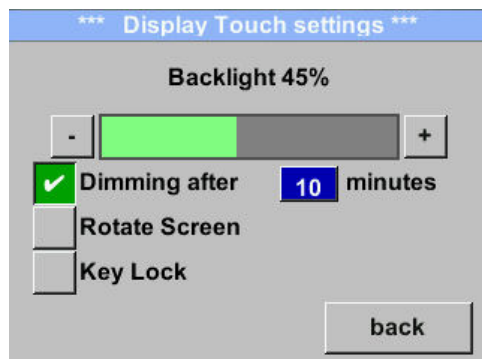 *** Display Touch settings ***
Backlight 45%
- +
Dimming after 10 minutes
Rotate Screen
Key Lock
back